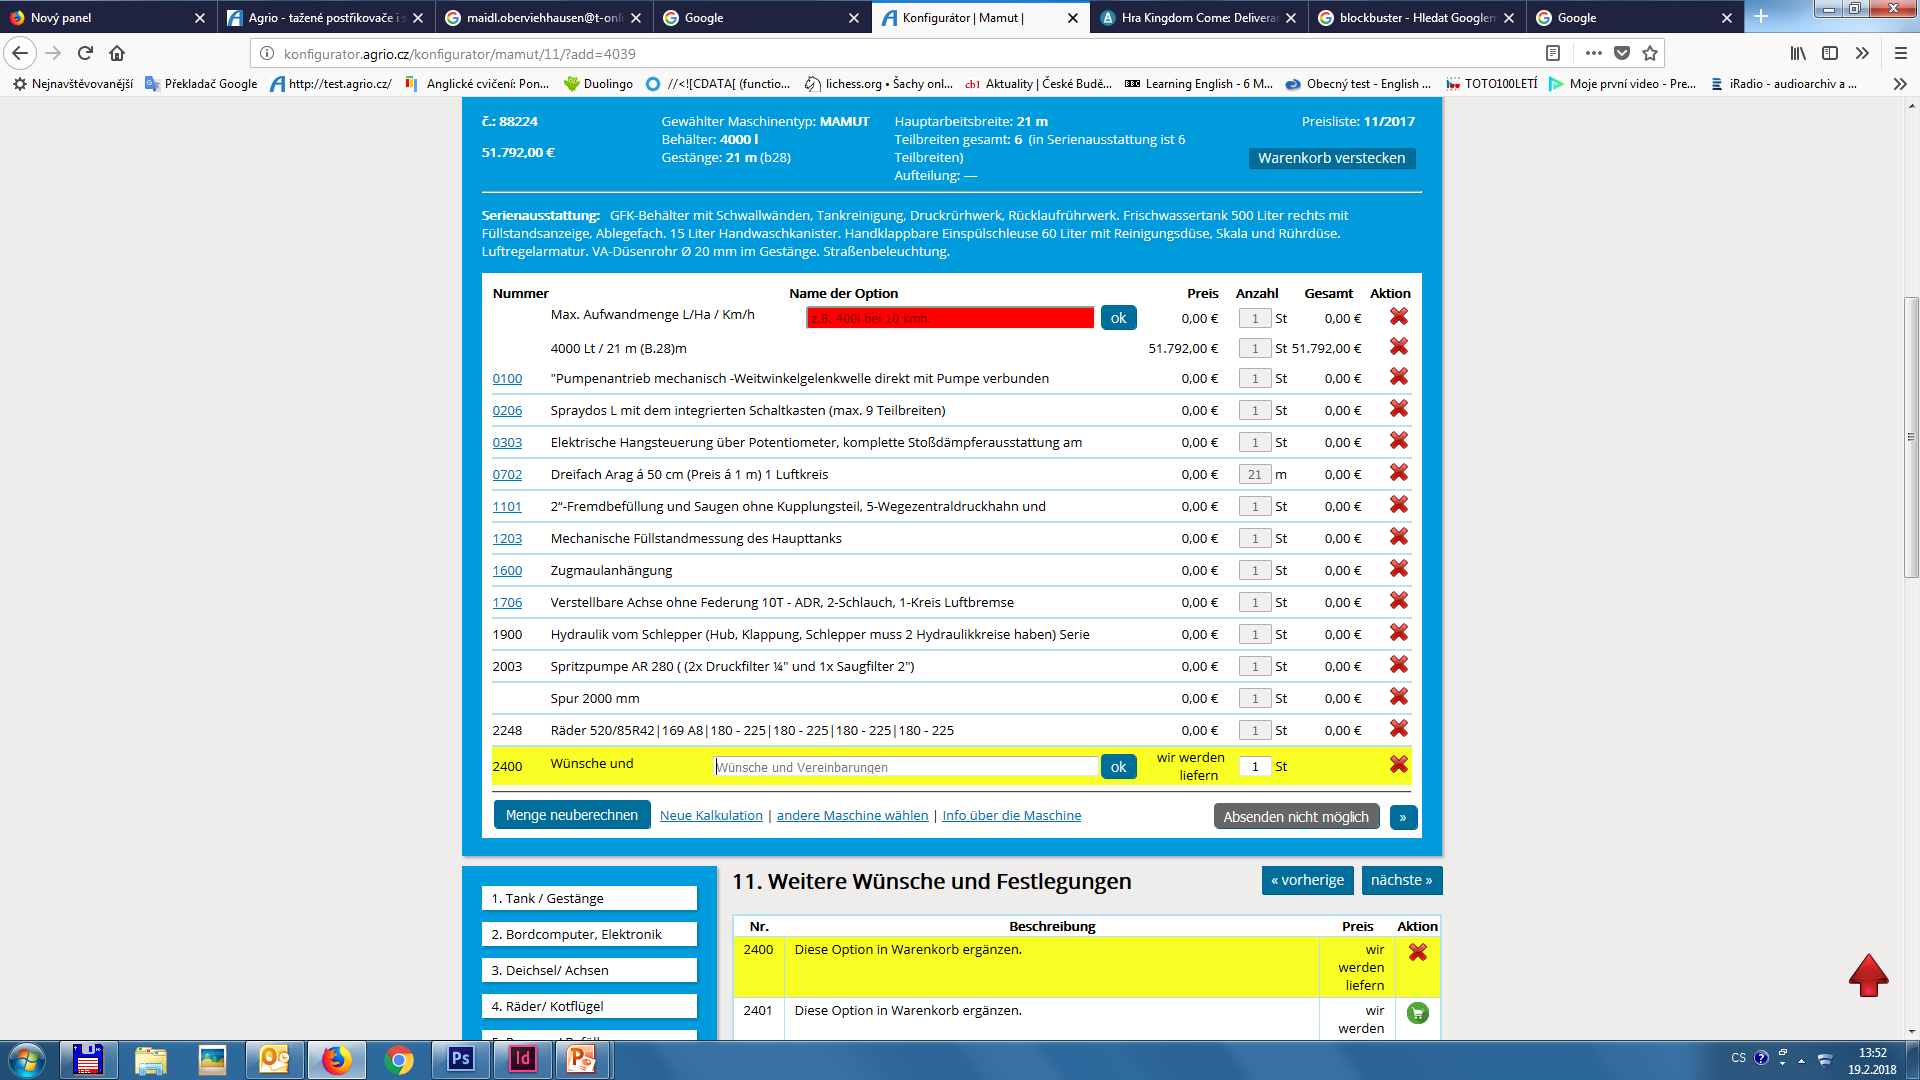 Nový panel
Agrio - tažené postřikovače i s
maidl.oberviehhausen@t-onli
Google
Konfigurátor | Mamut |
Hra Kingdom Come: Deliveran
blockbuster - Hledat Googlem
Google
konfigurator.agrio.cz/konfigurator/mamut/11/?add=4039
Nejnavštěvovanější
Překladač Google
http://test.agrio.cz/
Anglické cvičení: Pon...
Duolingo
//<![CDATA[ (functio...
lichess.org • Šachy onl...
Aktuality | České Budě...
Learning English - 6 M...
Obecný test - English ...
TOTO100LETÍ
Moje první video - Pre...
iRadio - audioarchiv a ...
č.: 88224
51.792,00 €
Gewählter Maschinentyp: MAMUT
Behälter: 4000 l
Gestänge: 21 m (b28)
Hauptarbeitsbreite: 21 m
Teilbreiten gesamt: 6 (in Serienausstattung ist 6
Teilbreiten)
Aufteilung: —
Preisliste: 11/2017
Warenkorb verstecken
Serienausstattung: GFK-Behälter mit Schwallwänden, Tankreinigung, Druckrürhwerk, Rücklaufrührwerk. Frischwassertank 500 Liter rechts mit
Füllstandsanzeige, Ablegefach. 15 Liter Handwaschkanister. Handklappbare Einspülschleuse 60 Liter mit Reinigungsdüse, Skala und Rührdüse.
Luftregelarmatur. VA-Düsenrohr Ø 20 mm im Gestänge. Straßenbeleuchtung.
Nummer Name der Option Preis Anzahl Gesamt Aktion
Max. Aufwandmenge L/Ha / Km/h z.B. 400l bei 10 kmh. ok 0,00 € 1 St 0,00 €
4000 Lt / 21 m (B.28)m 51.792,00 € 1 St 51.792,00 €
0100 "Pumpenantrieb mechanisch -Weitwinkelgelenkwelle direkt mit Pumpe verbunden 0,00 € 1 St 0,00 €
0206 Spraydos L mit dem integrierten Schaltkasten (max. 9 Teilbreiten) 0,00 € 1 St 0,00 €
0303 Elektrische Hangsteuerung über Potentiometer, komplette Stoßdämpferausstattung am 0,00 € 1 St 0,00 €
0702 Dreifach Arag á 50 cm (Preis á 1 m) 1 Luftkreis 0,00 € 21 m 0,00 €
1101 2“-Fremdbefüllung und Saugen ohne Kupplungsteil, 5-Wegezentraldruckhahn und 0,00 € 1 St 0,00 €
1203 Mechanische Füllstandmessung des Haupttanks 0,00 € 1 St 0,00 €
1600 Zugmaulanhängung 0,00 € 1 St 0,00 €
1706 Verstellbare Achse ohne Federung 10T - ADR, 2-Schlauch, 1-Kreis Luftbremse 0,00 € 1 St 0,00 €
1900 Hydraulik vom Schlepper (Hub, Klappung, Schlepper muss 2 Hydraulikkreise haben) Serie 0,00 € 1 St 0,00 €
2003 Spritzpumpe AR 280 ( (2x Druckfilter ¼" und 1x Saugfilter 2") 0,00 € 1 St 0,00 €
Spur 2000 mm 0,00 € 1 St 0,00 €
2248 Räder 520/85R42|169 A8|180 - 225|180 - 225|180 - 225|180 - 225 0,00 € 1 St 0,00 €
2400 Wünsche und Wünsche und Vereinbarungen ok wir werden liefern 1 St
Menge neuberechnen Neue Kalkulation | andere Maschine wählen | Info über die Maschine Absenden nicht möglich »
1. Tank / Gestänge
2. Bordcomputer, Elektronik
3. Deichsel/ Achsen
4. Räder/ Kotflügel
11. Weitere Wünsche und Festlegungen
« vorherige nächste »
Nr. Beschreibung Preis Aktion
2400 Diese Option in Warenkorb ergänzen. wir
werden
liefern
2401 Diese Option in Warenkorb ergänzen. wir
werden
Ps
Id
CS
13:52
19.2.2018